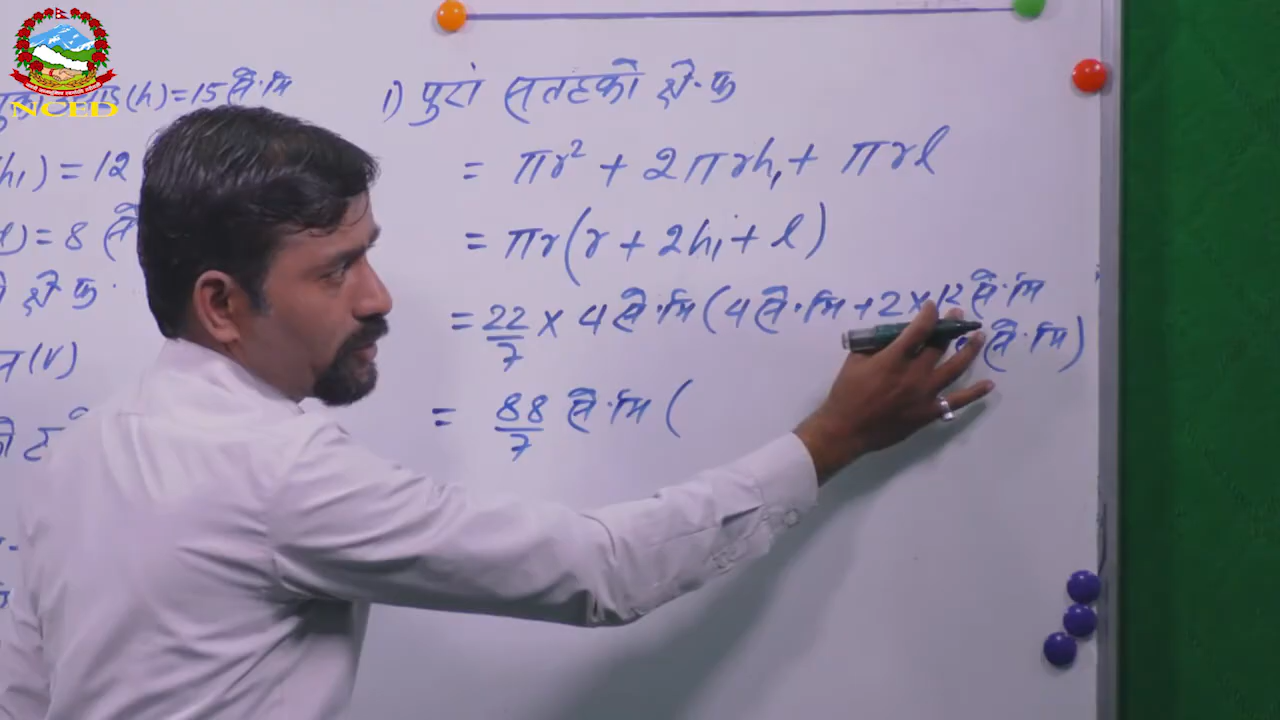 NCED
(h) = 15 से.मि
h₁) = 12
= 8
क्षे.फ.
(V)
1) पुरा सतहको क्षे.फ
= πr² + 2πrh₁ + πrl
= πr(r + 2h₁ + l)
= 22/7 × 4 से.मि (4 से.मि + 2 × 12 से.मि
से.मि)
= 88/7 से.मि (